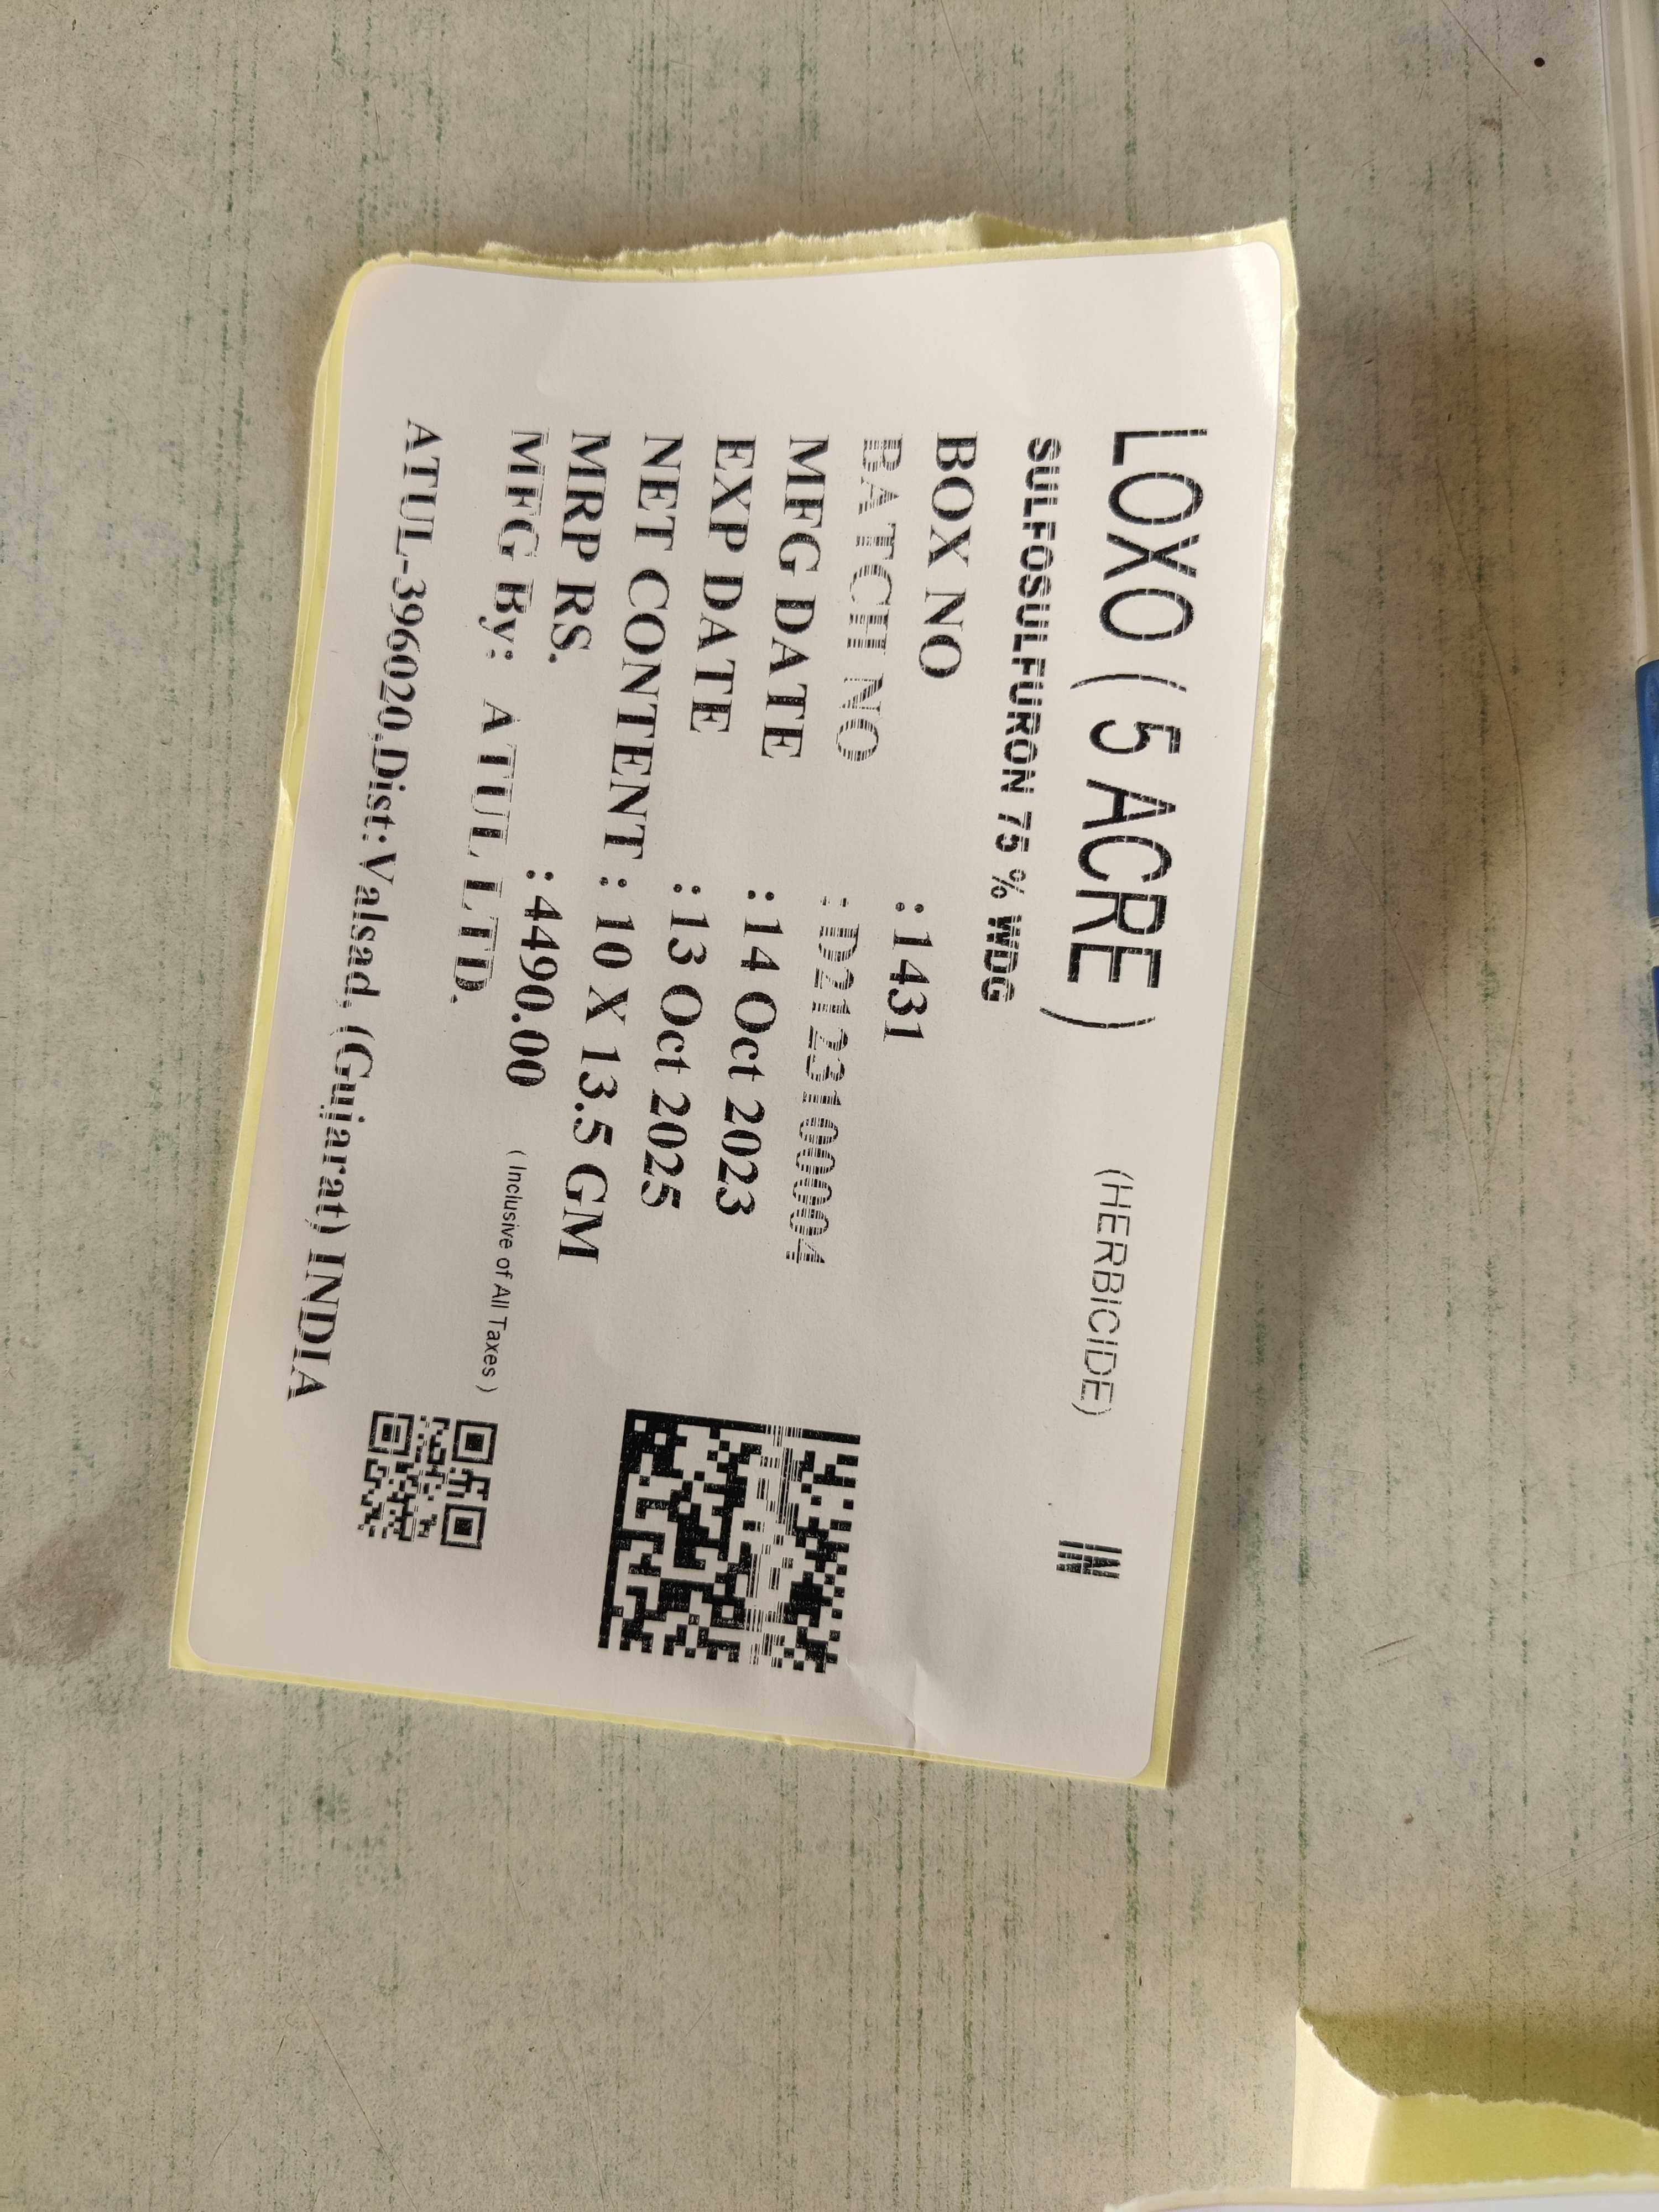 LOXO ( 5 ACRE ) (HERBICIDE) IN
SULFOSULFURON 75 % WDG
BOX NO :1431
BATCH NO :D2123100004
MFG DATE :14 Oct 2023
EXP DATE :13 Oct 2025
NET CONTENT : 10 X 13.5 GM
MRP RS. :4490.00 ( Inclusive of All Taxes )
MFG By: ATUL LTD.
ATUL-396020,Dist:Valsad, (Gujarat) INDIA